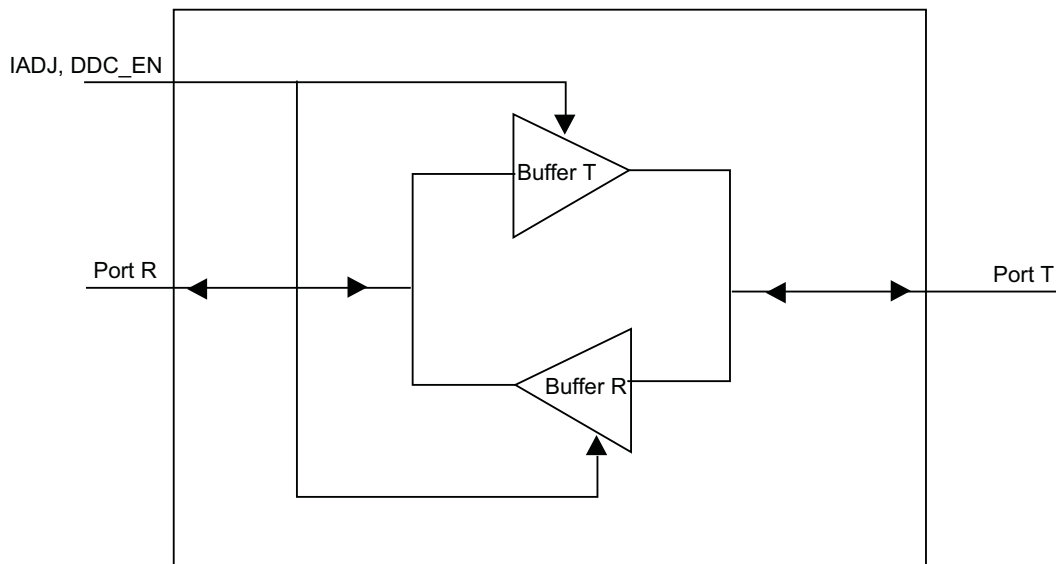 IADJ, DDC_EN
Buffer T
Port R
Port T
Buffer R